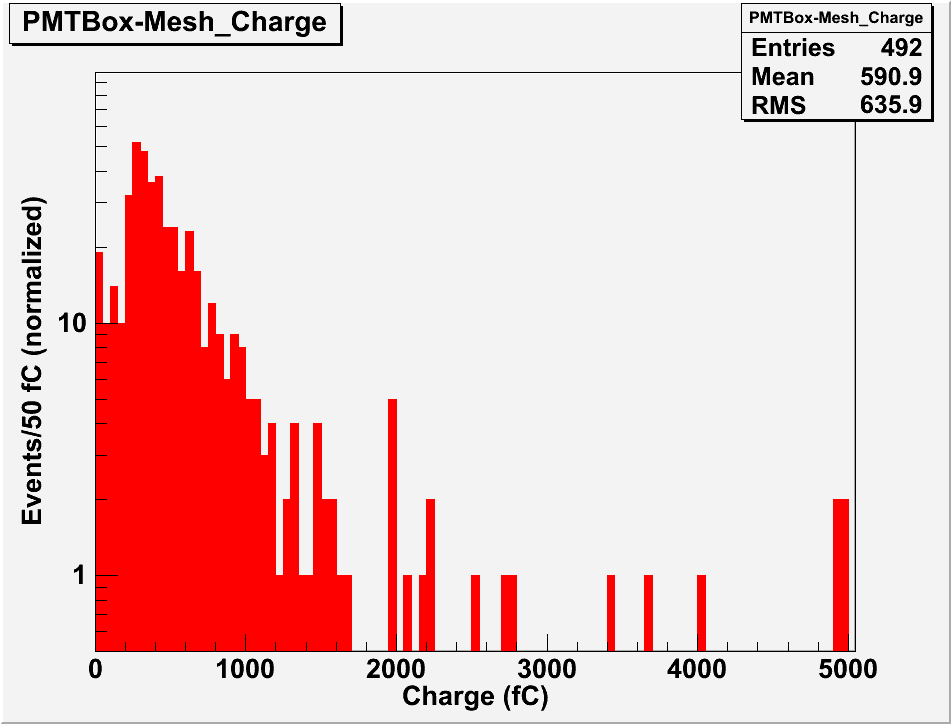 PMTBox-Mesh_Charge
PMTBox-Mesh_Charge
Entries 492
Mean 590.9
RMS 635.9
Events/50 fC (normalized)
10
1
0 1000 2000 3000 4000 5000
Charge (fC)